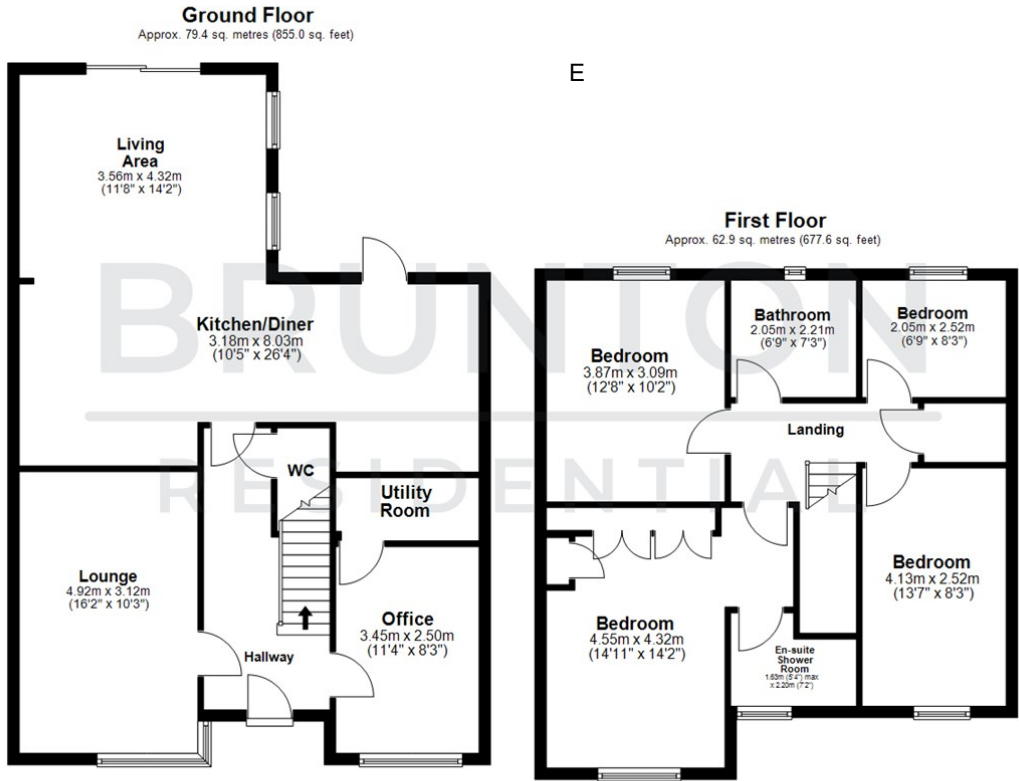 Ground Floor
Approx. 79.4 sq. metres (855.0 sq. feet)
E
Living
Area
3.56m x 4.32m
(11'8" x 14'2")
Kitchen/Diner
3.18m x 8.03m
(10'5" x 26'4")
WC
Utility
Room
Lounge
4.92m x 3.12m
(16'2" x 10'3")
Office
3.45m x 2.50m
(11'4" x 8'3")
Hallway
First Floor
Approx. 62.9 sq. metres (677.6 sq. feet)
Bedroom
3.87m x 3.09m
(12'8" x 10'2")
Bathroom
2.05m x 2.21m
(6'9" x 7'3")
Bedroom
2.05m x 2.52m
(6'9" x 8'3")
Landing
Bedroom
4.13m x 2.52m
(13'7" x 8'3")
Bedroom
4.55m x 4.32m
(14'11" x 14'2")
En-suite
Shower
Room
1.63m (5'4") max
x 2.20m (7'2")
BRUNTON
RESIDENTIAL